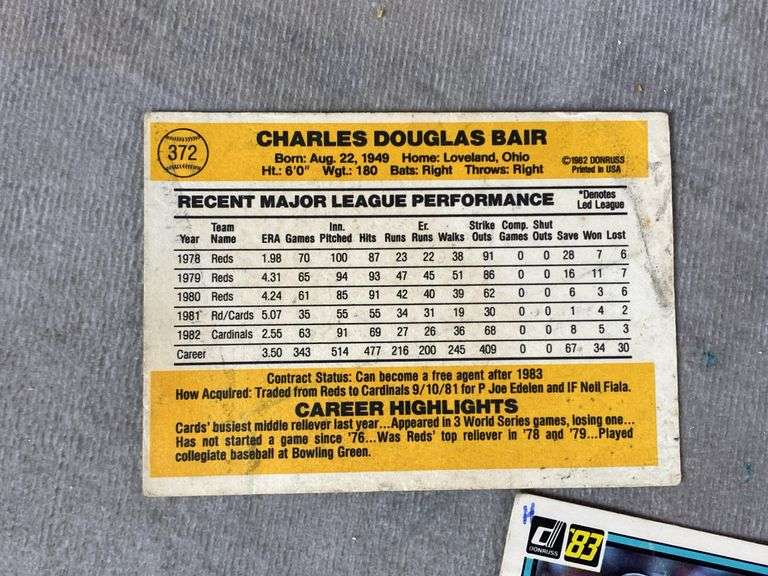 372
CHARLES DOUGLAS BAIR
Born: Aug. 22, 1949 Home: Loveland, Ohio
Ht.: 6'0" Wgt.: 180 Bats: Right Throws: Right
©1982 DONRUSS
Printed in USA
RECENT MAJOR LEAGUE PERFORMANCE
*Denotes
Led League
Year Team Name ERA Games Inn. Pitched Hits Runs Er. Runs Walks Strike Outs Comp. Games Shut Outs Save Won Lost
1978 Reds 1.98 70 100 87 23 22 38 91 0 0 28 7 6
1979 Reds 4.31 65 94 93 47 45 51 86 0 0 16 11 7
1980 Reds 4.24 61 85 91 42 40 39 62 0 0 6 3 6
1981 Rd/Cards 5.07 35 55 55 34 31 19 30 0 0 1 4 2
1982 Cardinals 2.55 63 91 69 27 26 36 68 0 0 8 5 3
Career 3.50 343 514 477 216 200 245 409 0 0 67 34 30
Contract Status: Can become a free agent after 1983
How Acquired: Traded from Reds to Cardinals 9/10/81 for P Joe Edelen and IF Neil Fiala.
CAREER HIGHLIGHTS
Cards' busiest middle reliever last year...Appeared in 3 World Series games, losing one...
Has not started a game since '76...Was Reds' top reliever in '78 and '79...Played
collegiate baseball at Bowling Green.
H
d
DONRUSS
'83